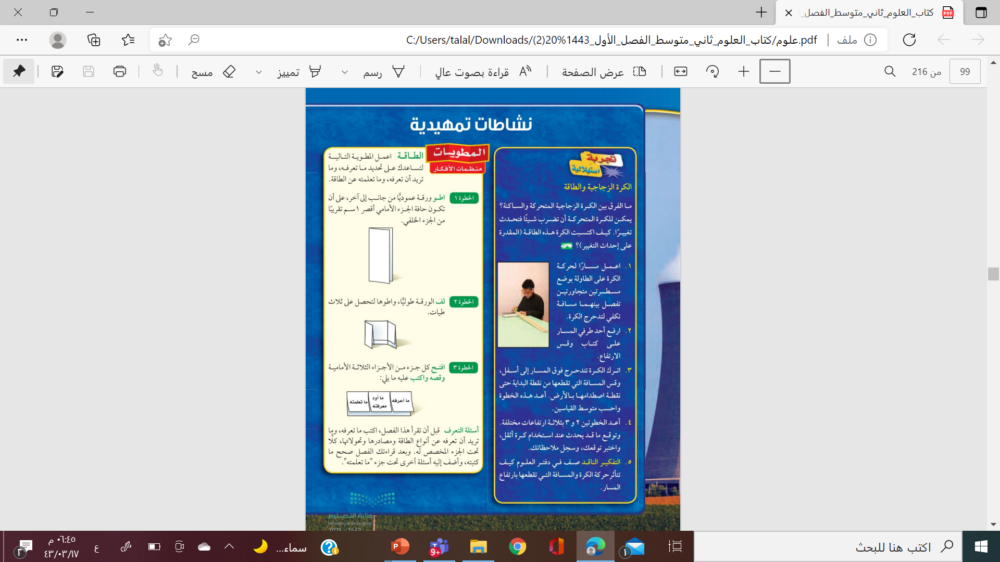 كتاب_العلوم_ثاني_متوسط_الفصل_
ملف
C:/Users/talal/Downloads/علوم/كتاب_العلوم_ثاني_متوسط_الفصل_الأول_1443%20(2).pdf
99
من 216
عرض الصفحة
قراءة بصوت عالٍ
رسم
تمييز
مسح
نشاطات تمهيدية
تجربة
استهلالية
الكرة الزجاجية والطاقة
ما الفرق بين الكرة الزجاجية المتحركة والساكنة؟
يمكن للكرة المتحركة أن تضرب شيئًا فتحدث
تغييرًا. كيف اكتسبت الكرة هذه الطاقة (المقدرة
على إحداث التغيير)؟
١. اعمل مسارًا لحركة
الكرة على الطاولة بوضع
مسطرتين متجاورتين
تفصل بينهما مسافة
تكفي لتدحرج الكرة.
٢. ارفع أحد طرفي المسار
على كتاب وقس
الارتفاع.
٣. اترك الكرة تتدحرج فوق المسار إلى أسفل،
وقس المسافة التي تقطعها من نقطة البداية حتى
نقطة اصطدامها بالأرض. أعد هذه الخطوة
واحسب متوسط القياسين.
٤. أعد الخطوتين ٢ و ٣ بثلاثة ارتفاعات مختلفة.
وتوقع ما قد يحدث عند استخدام كرة أثقل،
واختبر توقعك، وسجل ملاحظاتك.
٥. التفكير الناقد صف في دفتر العلوم كيف
تتأثر حركة الكرة والمسافة التي تقطعها بارتفاع
المسار.
المطويات
منظمات الأفكار
الطاقة اعمل المطوية التالية
لتساعدك على تحديد ما تعرفه، وما
تريد أن تعرفه، وما تعلمته عن الطاقة.
الخطوة ١ اطو ورقة عموديًّا من جانب إلى آخر، على أن
تكون حافة الجزء الأمامي أقصر ١ سم تقريبًا
من الجزء الخلفي.
الخطوة ٢ لف الورقة طوليًّا، واطوها لتحصل على ثلاث
طيات.
الخطوة ٣ افتح كل جزء من الأجزاء الثلاثة الأمامية
وقصه واكتب عليه ما يلي:
ما أعرفه
ما أود معرفته
ما تعلمته
أسئلة التعرف قبل أن تقرأ هذا الفصل، اكتب ما تعرفه، وما
تريد أن تعرفه عن أنواع الطاقة ومصادرها وتحولاتها، كلًّا
تحت الجزء المخصص له. وبعد قراءتك الفصل صحح ما
كتبته، وأضف إليه أسئلة أخرى تحت جزء "ما تعلمته".
وزارة التعليم
Ministry of Education
2021 - 1443
اكتب هنا للبحث
١
9+
سماء...
ع
٠٦:٤٥ م
٤٣/٠٣/١٧
٢